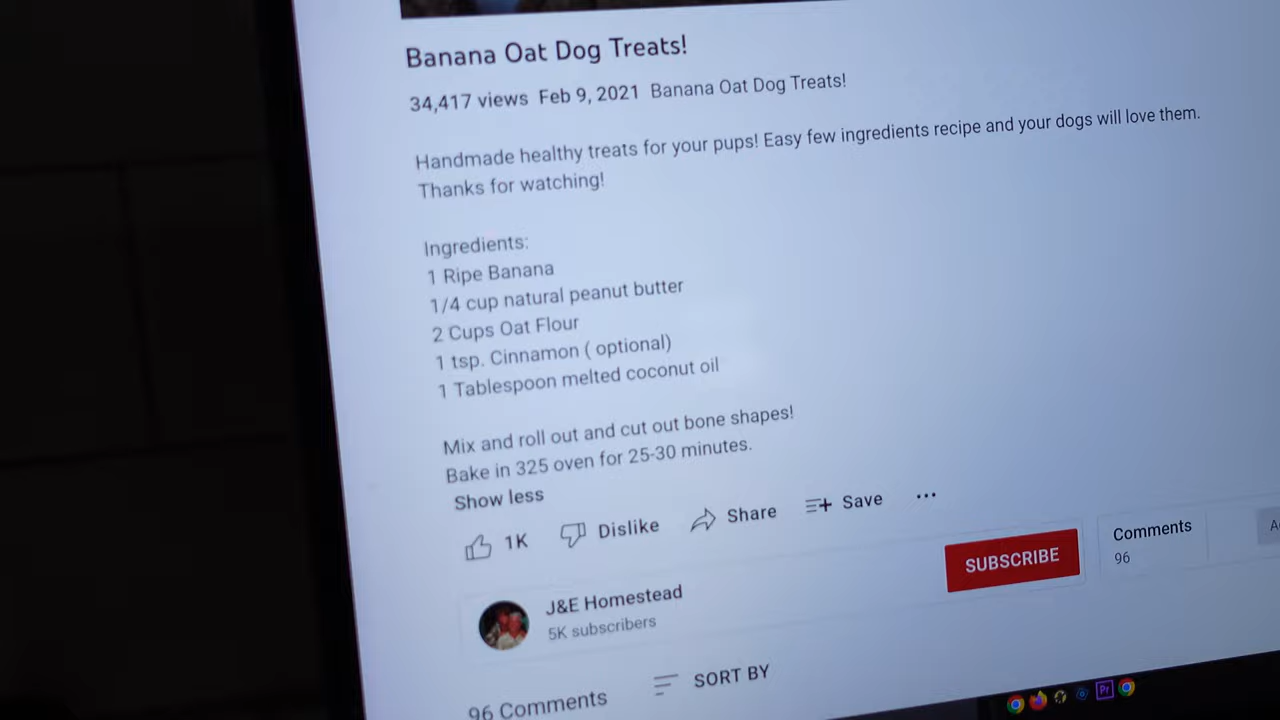 Banana Oat Dog Treats!
34,417 views Feb 9, 2021 Banana Oat Dog Treats!
Handmade healthy treats for your pups! Easy few ingredients recipe and your dogs will love them.
Thanks for watching!
Ingredients:
1 Ripe Banana
1/4 cup natural peanut butter
2 Cups Oat Flour
1 tsp. Cinnamon ( optional)
1 Tablespoon melted coconut oil
Mix and roll out and cut out bone shapes!
Bake in 325 oven for 25-30 minutes.
Show less
1K Dislike Share Save ...
SUBSCRIBE
Comments
96
J&E Homestead
5K subscribers
96 Comments SORT BY
Pr